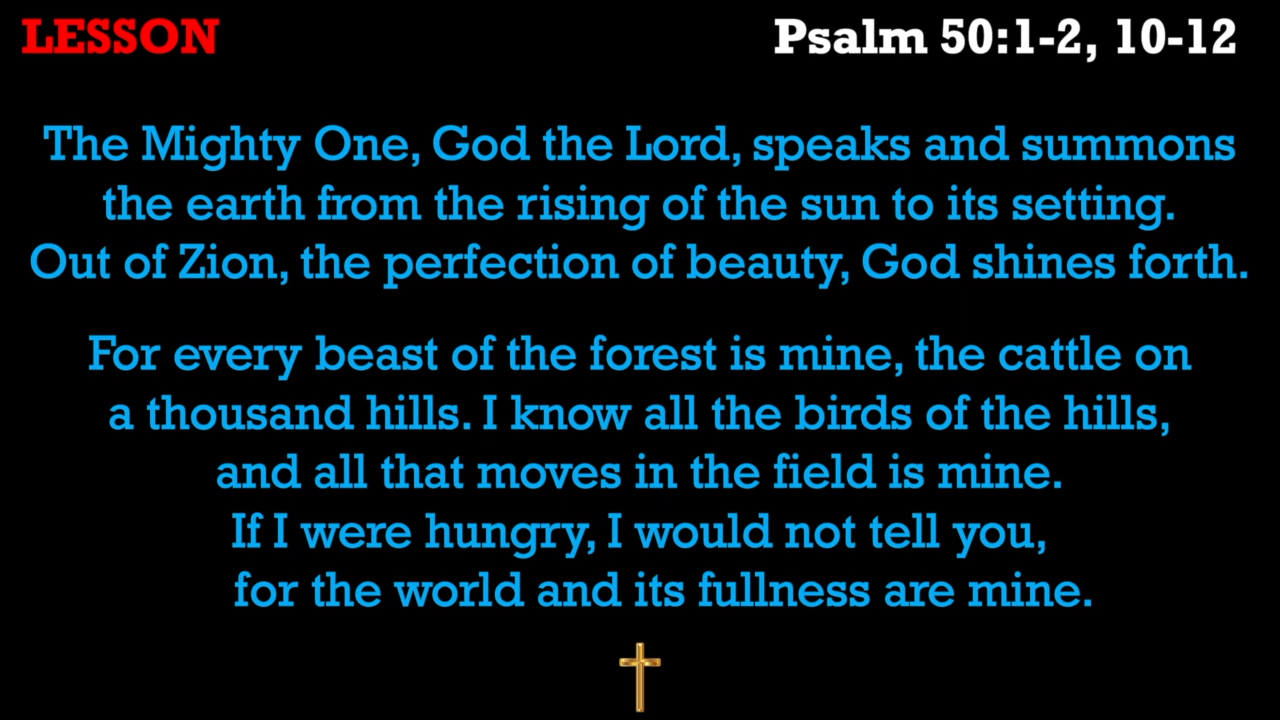 LESSON
Psalm 50:1-2, 10-12
The Mighty One, God the Lord, speaks and summons
the earth from the rising of the sun to its setting.
Out of Zion, the perfection of beauty, God shines forth.
For every beast of the forest is mine, the cattle on
a thousand hills. I know all the birds of the hills,
and all that moves in the field is mine.
If I were hungry, I would not tell you,
for the world and its fullness are mine.